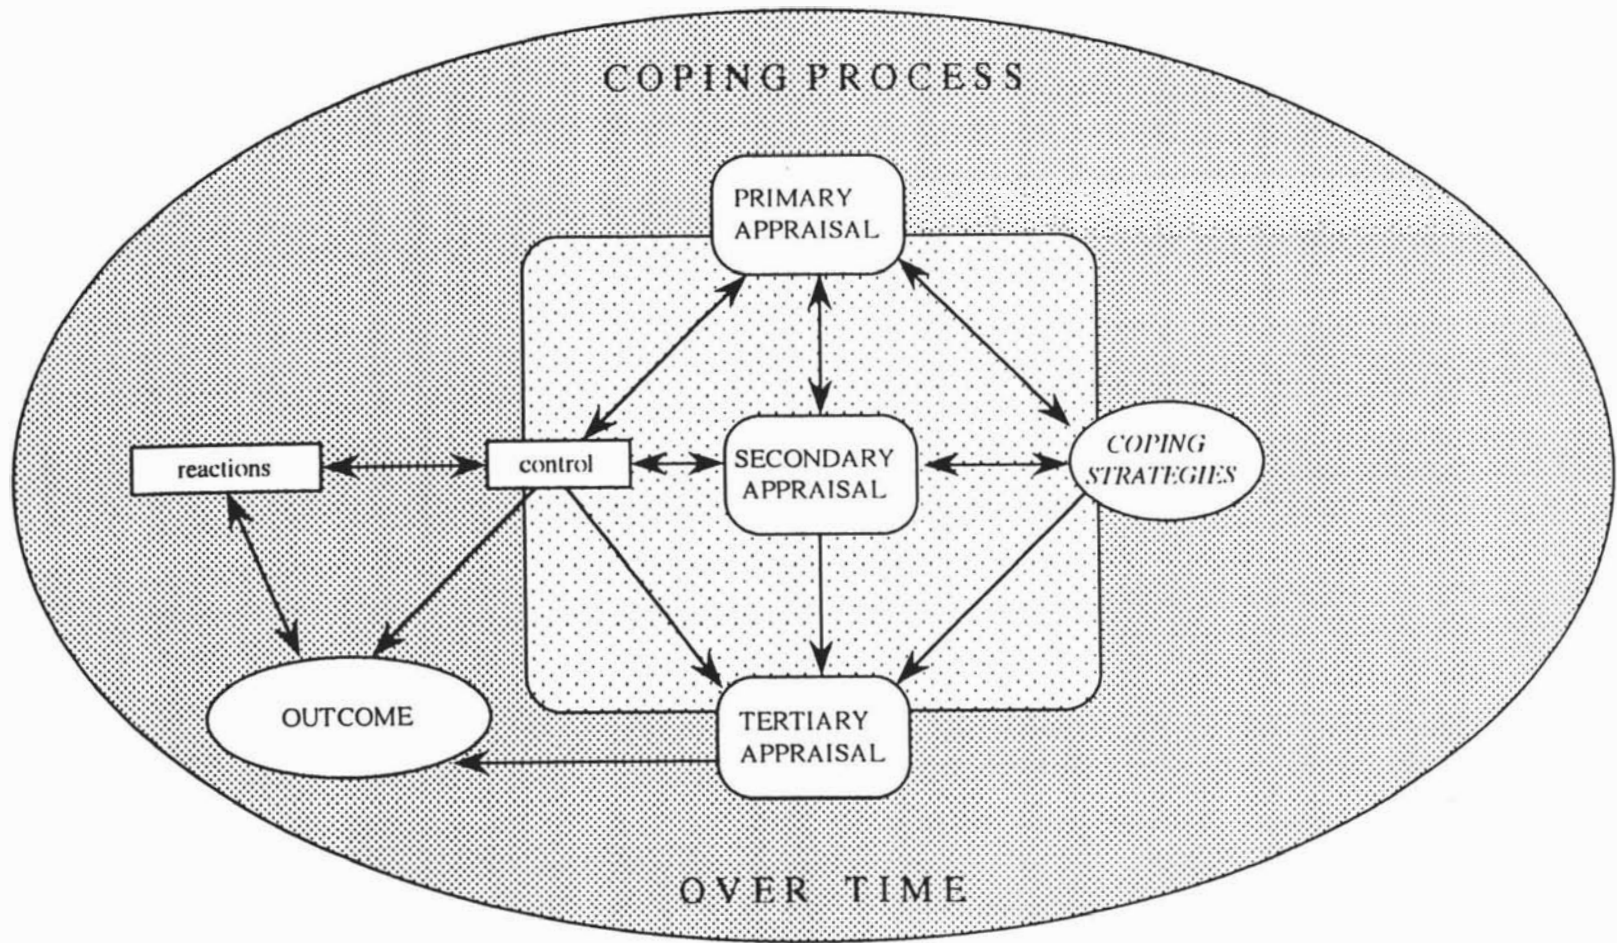 COPING PROCESS
PRIMARY
APPRAISAL
reactions
control
SECONDARY
APPRAISAL
COPING
STRATEGIES
OUTCOME
TERTIARY
APPRAISAL
OVER TIME